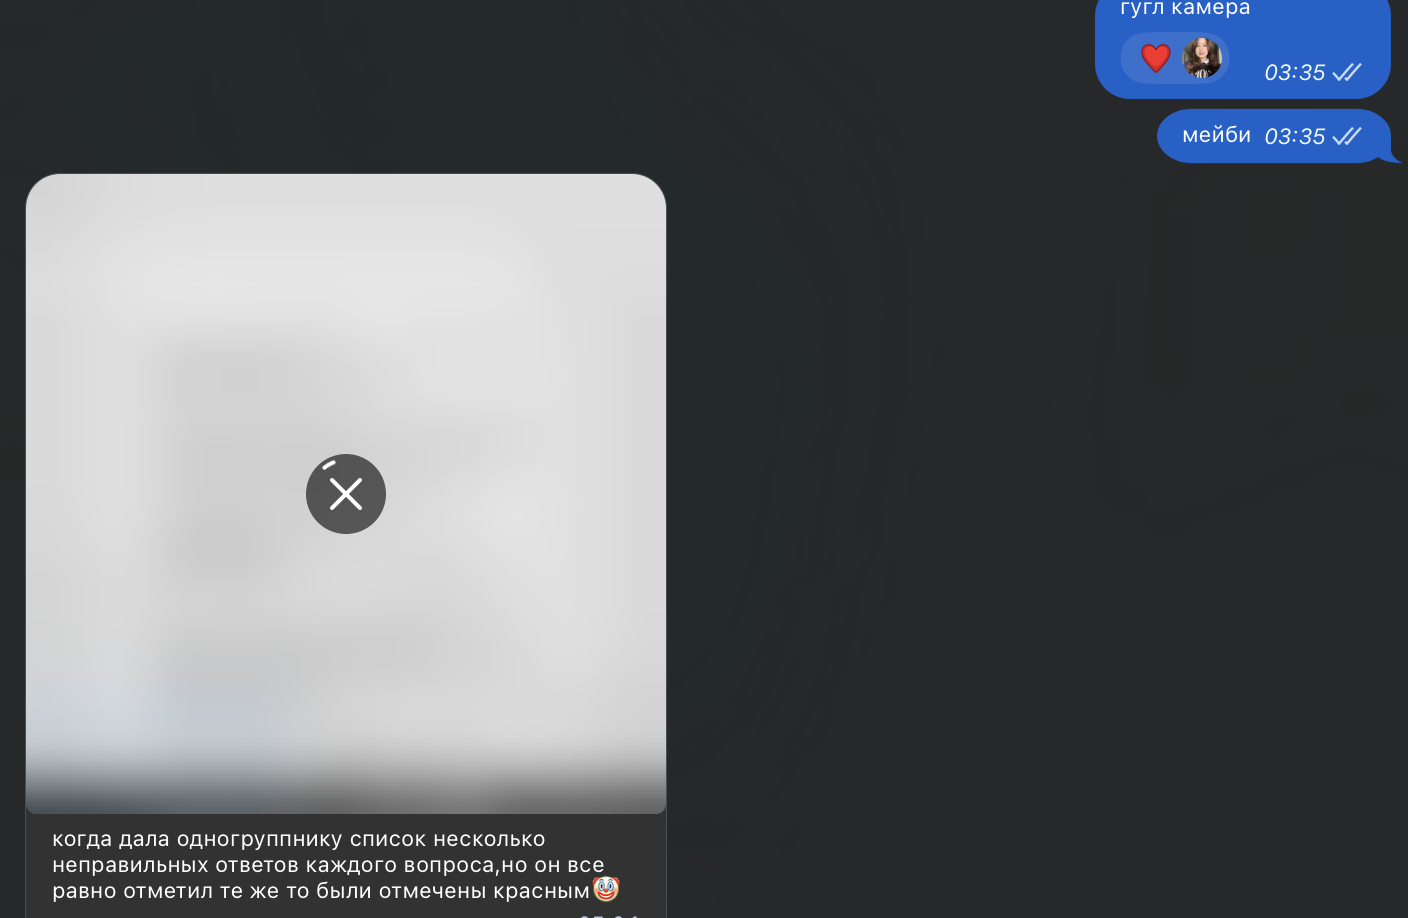 гугл камера
03:35
мейби 03:35
когда дала одногруппнику список несколько
неправильных ответов каждого вопроса,но он все
равно отметил те же то были отмечены красным🤡